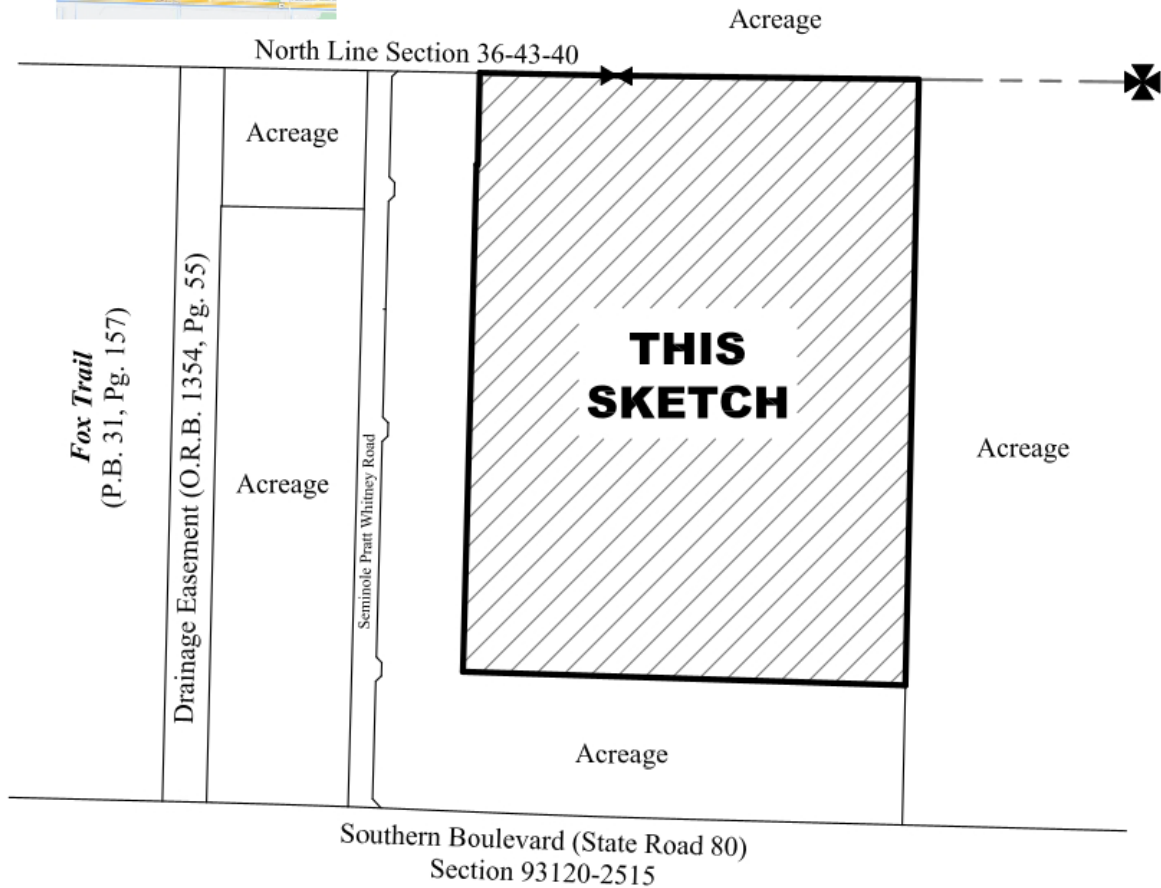 Acreage
North Line Section 36-43-40
Acreage
Fox Trail
(P.B. 31, Pg. 157)
Drainage Easement (O.R.B. 1354, Pg. 55)
Acreage
Seminole Pratt Whitney Road
THIS
SKETCH
Acreage
Acreage
Southern Boulevard (State Road 80)
Section 93120-2515